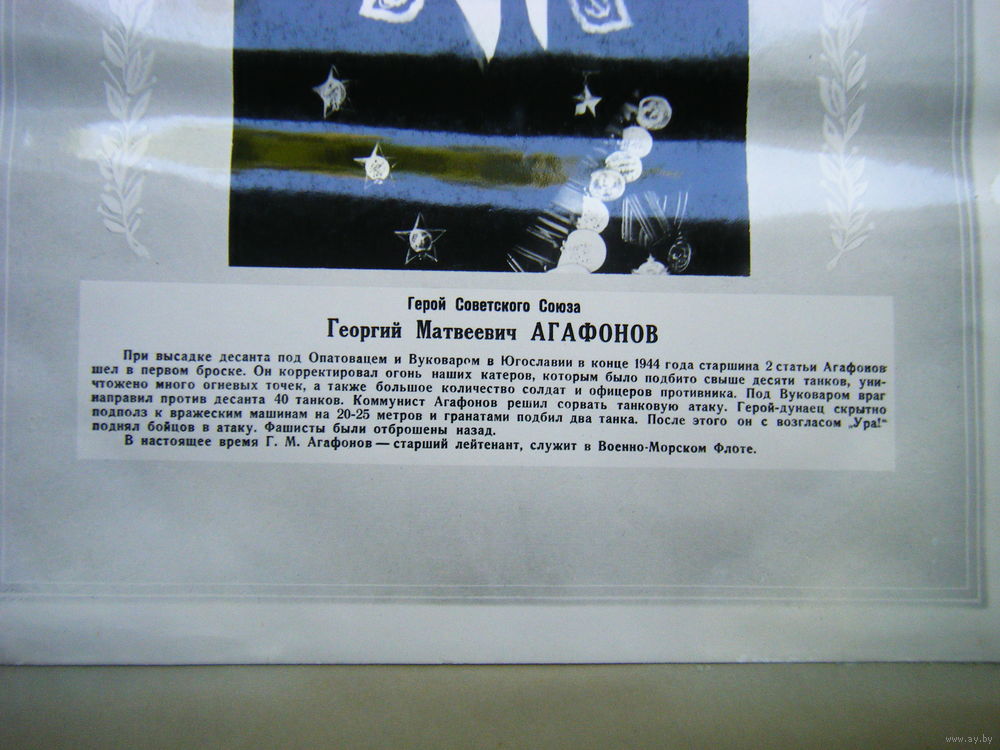 Герой Советского Союза
Георгий Матвеевич АГАФОНОВ
При высадке десанта под Опатовацем и Вуковаром в Югославии в конце 1944 года старшина 2 статьи Агафонов
шел в первом броске. Он корректировал огонь наших катеров, которым было подбито свыше десяти танков, уни-
чтожено много огневых точек, а также большое количество солдат и офицеров противника. Под Вуковаром враг
направил против десанта 40 танков. Коммунист Агафонов решил сорвать танковую атаку. Герой-дунаец скрытно
подполз к вражеским машинам на 20-25 метров и гранатами подбил два танка. После этого он с возгласом „Ура!“
поднял бойцов в атаку. Фашисты были отброшены назад.
В настоящее время Г. М. Агафонов — старший лейтенант, служит в Военно-Морском Флоте.
www.ay.by